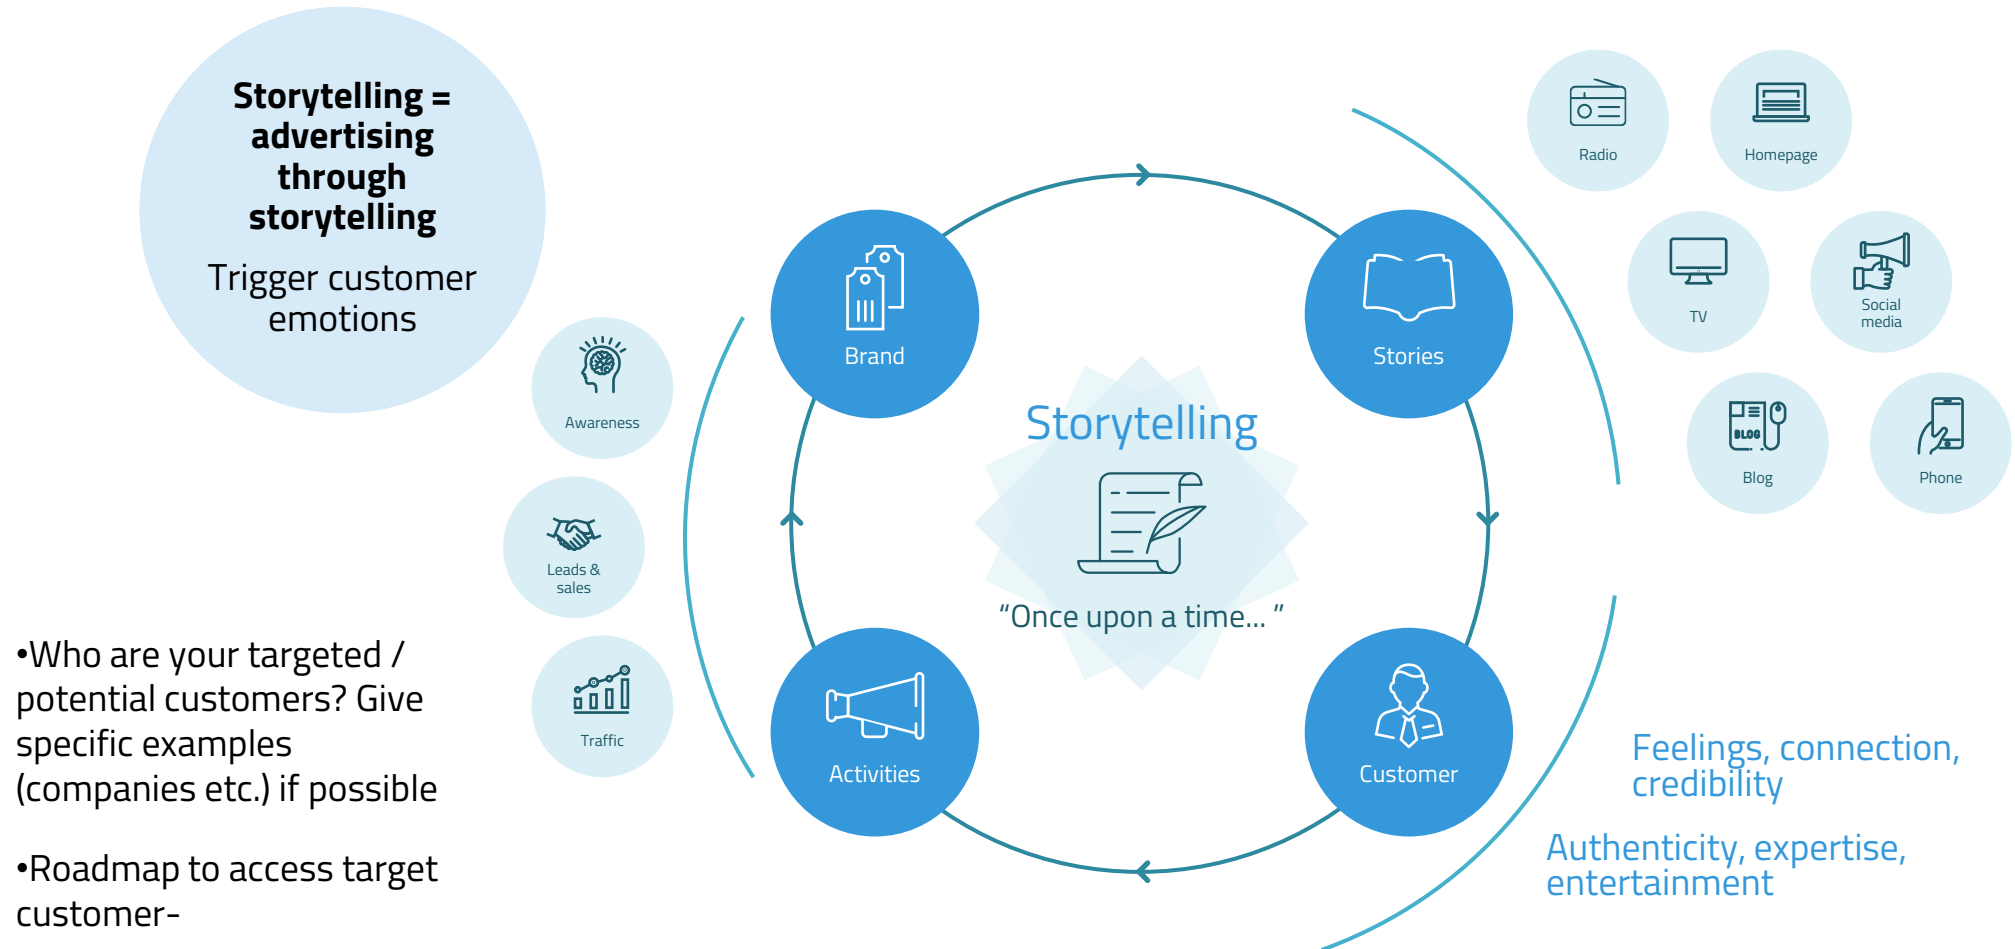 Storytelling =
advertising
through
storytelling
Trigger customer
emotions
Radio
Homepage
TV
Social
media
BLOG
Blog
Phone
Brand
Stories
Awareness
Leads &
sales
Traffic
Storytelling
“Once upon a time... ”
Activities
Customer
Feelings, connection,
credibility
Authenticity, expertise,
entertainment
•Who are your targeted /
potential customers? Give
specific examples
(companies etc.) if possible
•Roadmap to access target
customer-